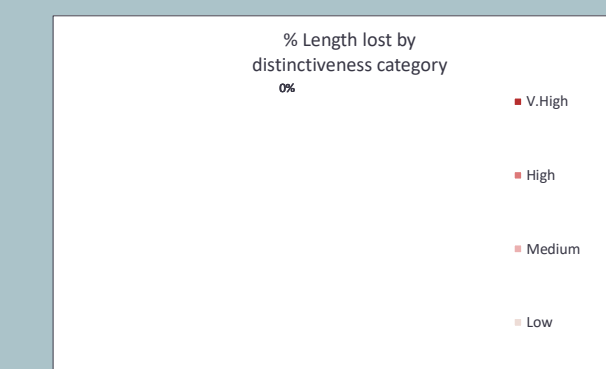 % Length lost by
distinctiveness category
0%
V.High
High
Medium
Low